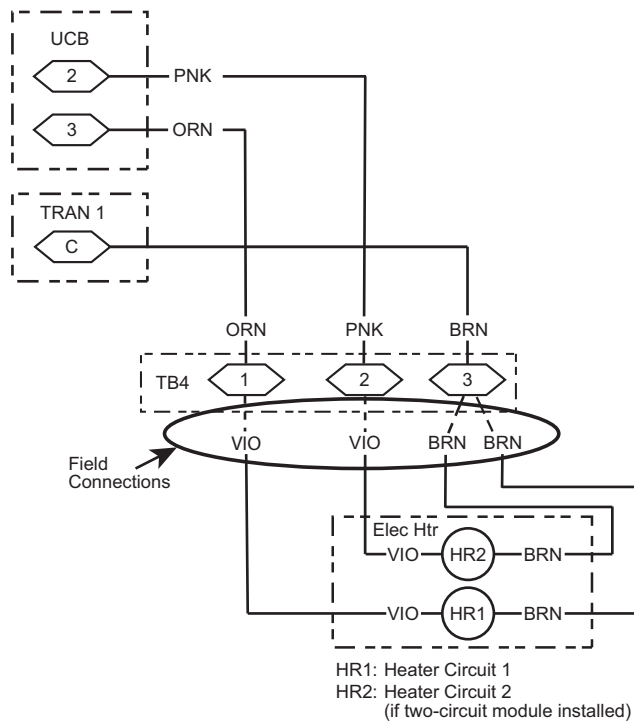 UCB
2 PNK
3 ORN
TRAN 1
C
ORN PNK BRN
TB4 1 2 3
VIO VIO BRN BRN
Field
Connections
Elec Htr
VIO HR2 BRN
VIO HR1 BRN
HR1: Heater Circuit 1
HR2: Heater Circuit 2
(if two-circuit module installed)